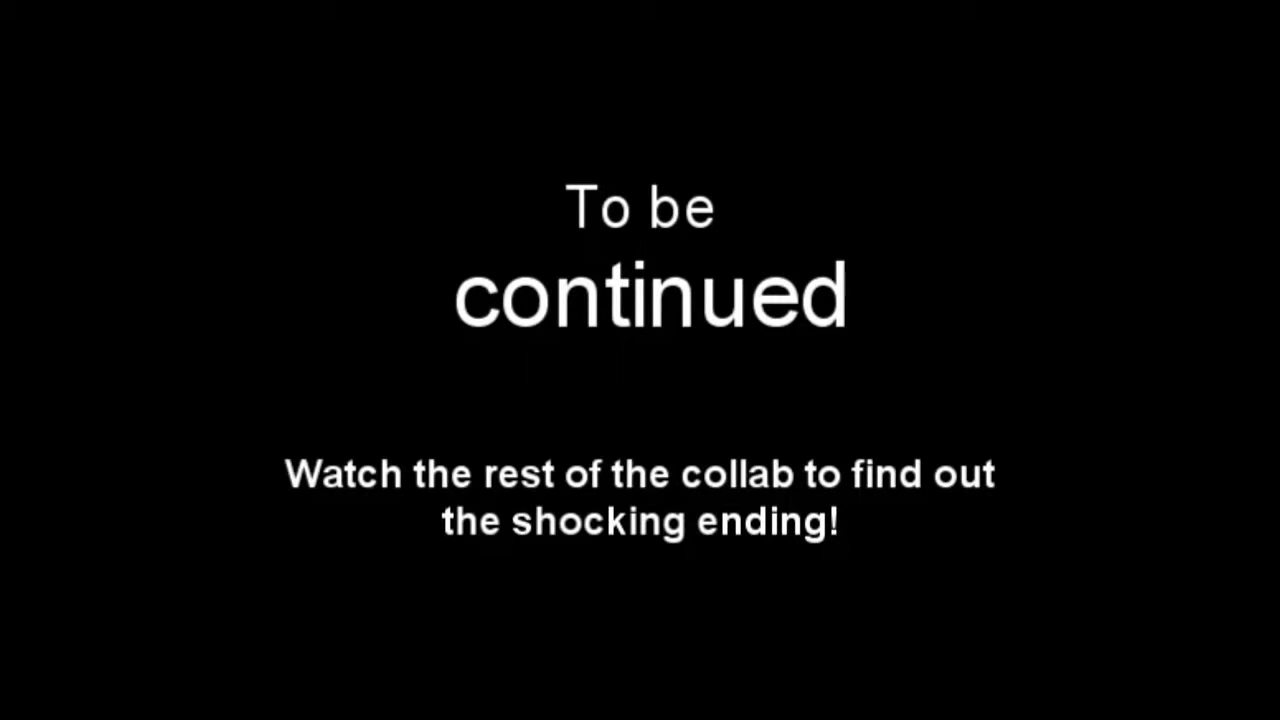 To be
continued
Watch the rest of the collab to find out
the shocking ending!